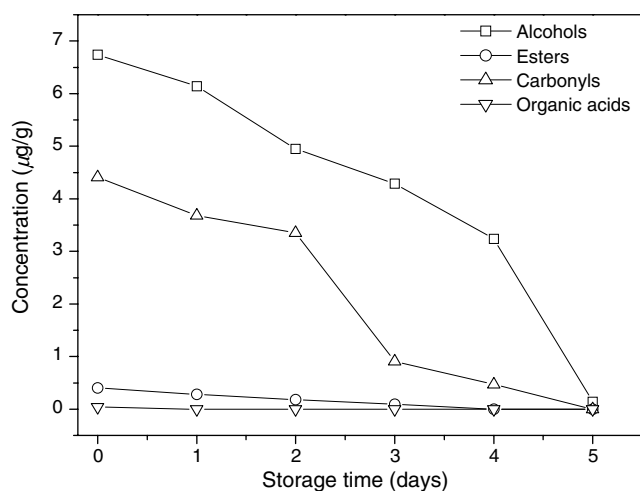 Alcohols
Esters
Carbonyls
Organic acids
7
6
5
4
3
2
1
0
Concentration (μg/g)
0 1 2 3 4 5
Storage time (days)